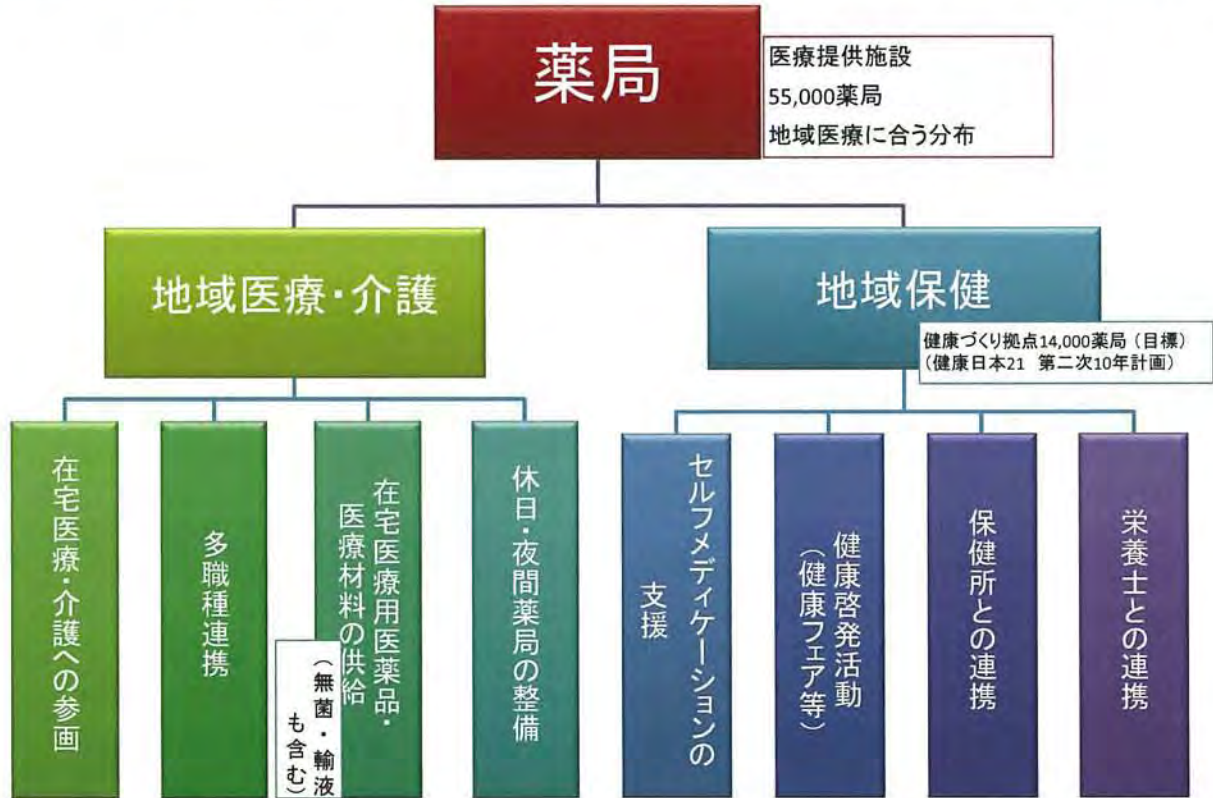 薬局
医療提供施設
55,000薬局
地域医療に合う分布
地域医療・介護
地域保健
健康づくり拠点14,000薬局（目標）
（健康日本21　第二次10年計画）
在宅医療・介護への参画
多職種連携
在宅医療用医薬品・
医療材料の供給
（無菌・輸液
も含む）
休日・夜間薬局の整備
セルフメディケーションの
支援
健康啓発活動
（健康フェア等）
保健所との連携
栄養士との連携